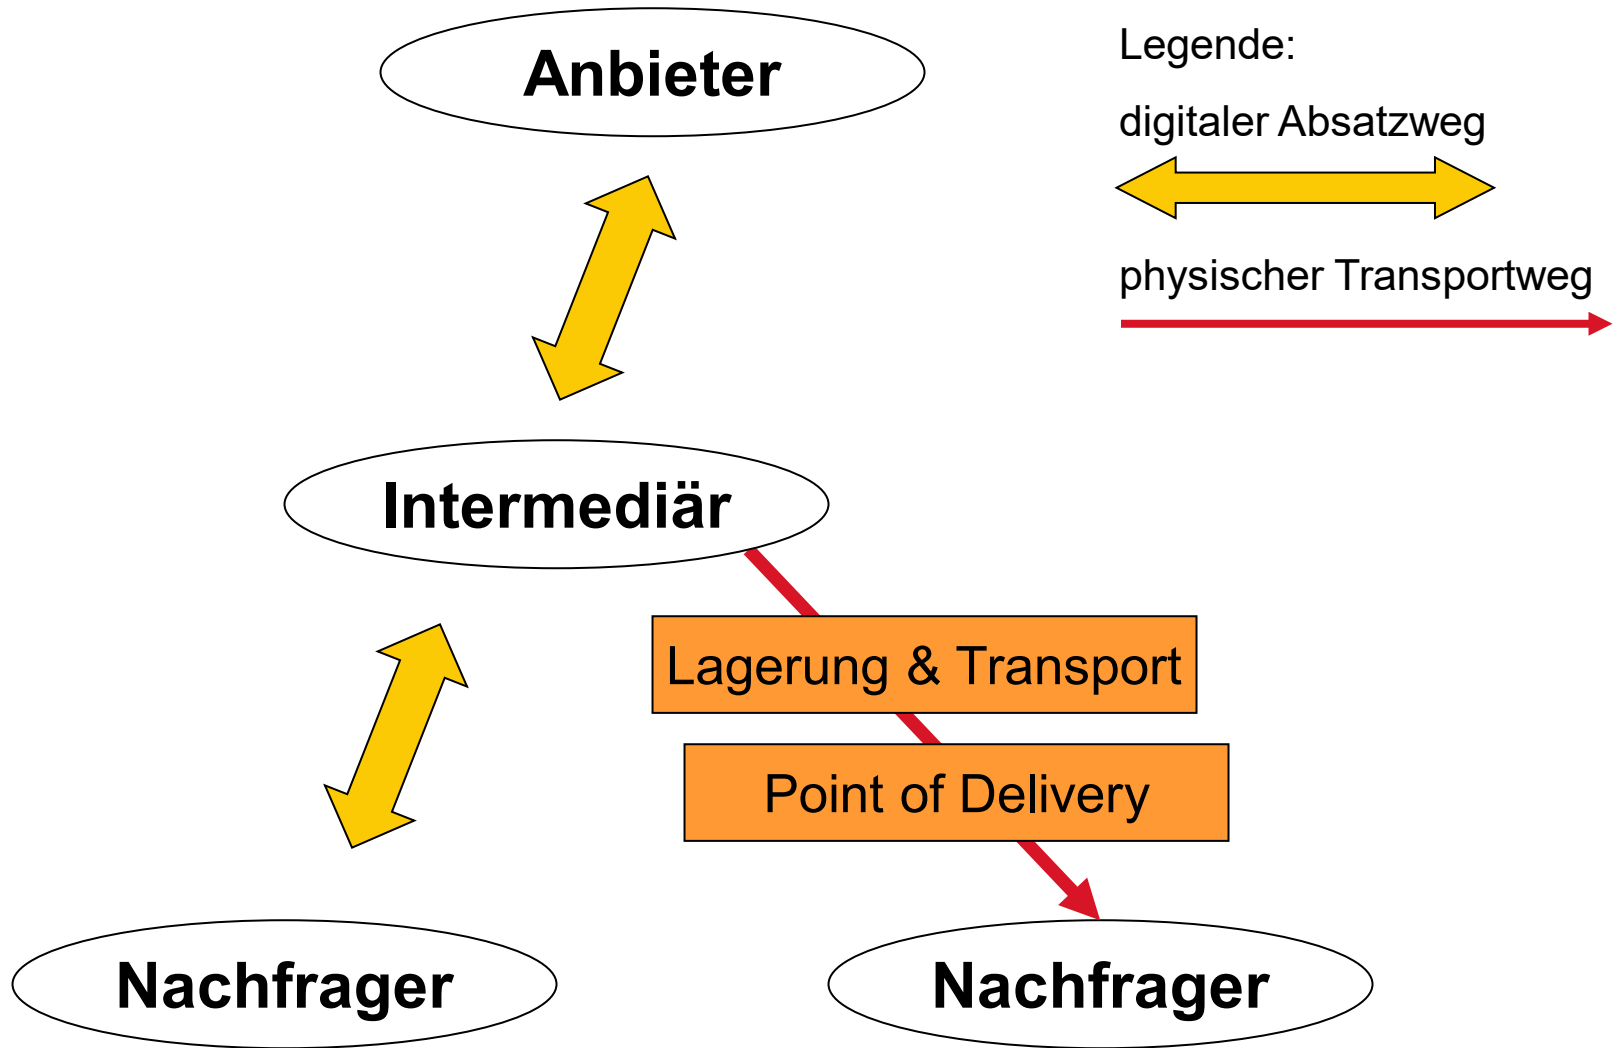 Anbieter
Legende:
digitaler Absatzweg
physischer Transportweg
Intermediär
Lagerung & Transport
Point of Delivery
Nachfrager
Nachfrager